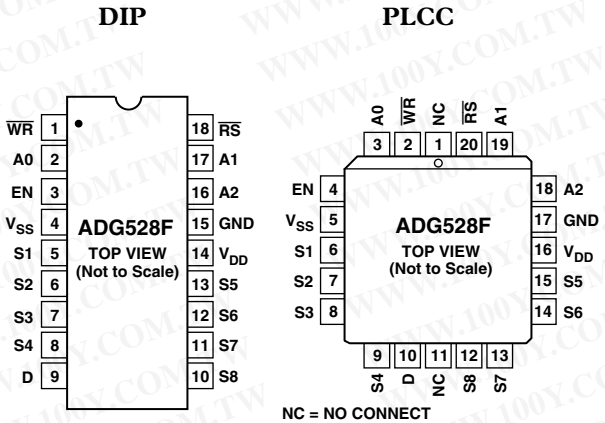 DIP
WR 1
A0 2
EN 3
VSS 4
S1 5
S2 6
S3 7
S4 8
D 9
ADG528F
TOP VIEW
(Not to Scale)
18 RS
17 A1
16 A2
15 GND
14 VDD
13 S5
12 S6
11 S7
10 S8
PLCC
A0 WR NC RS A1
3 2 1 20 19
EN 4
VSS 5
S1 6
S2 7
S3 8
ADG528F
TOP VIEW
(Not to Scale)
18 A2
17 GND
16 VDD
15 S5
14 S6
9 10 11 12 13
S4 D NC S8 S7
NC = NO CONNECT
WWW.100Y.COM.TW